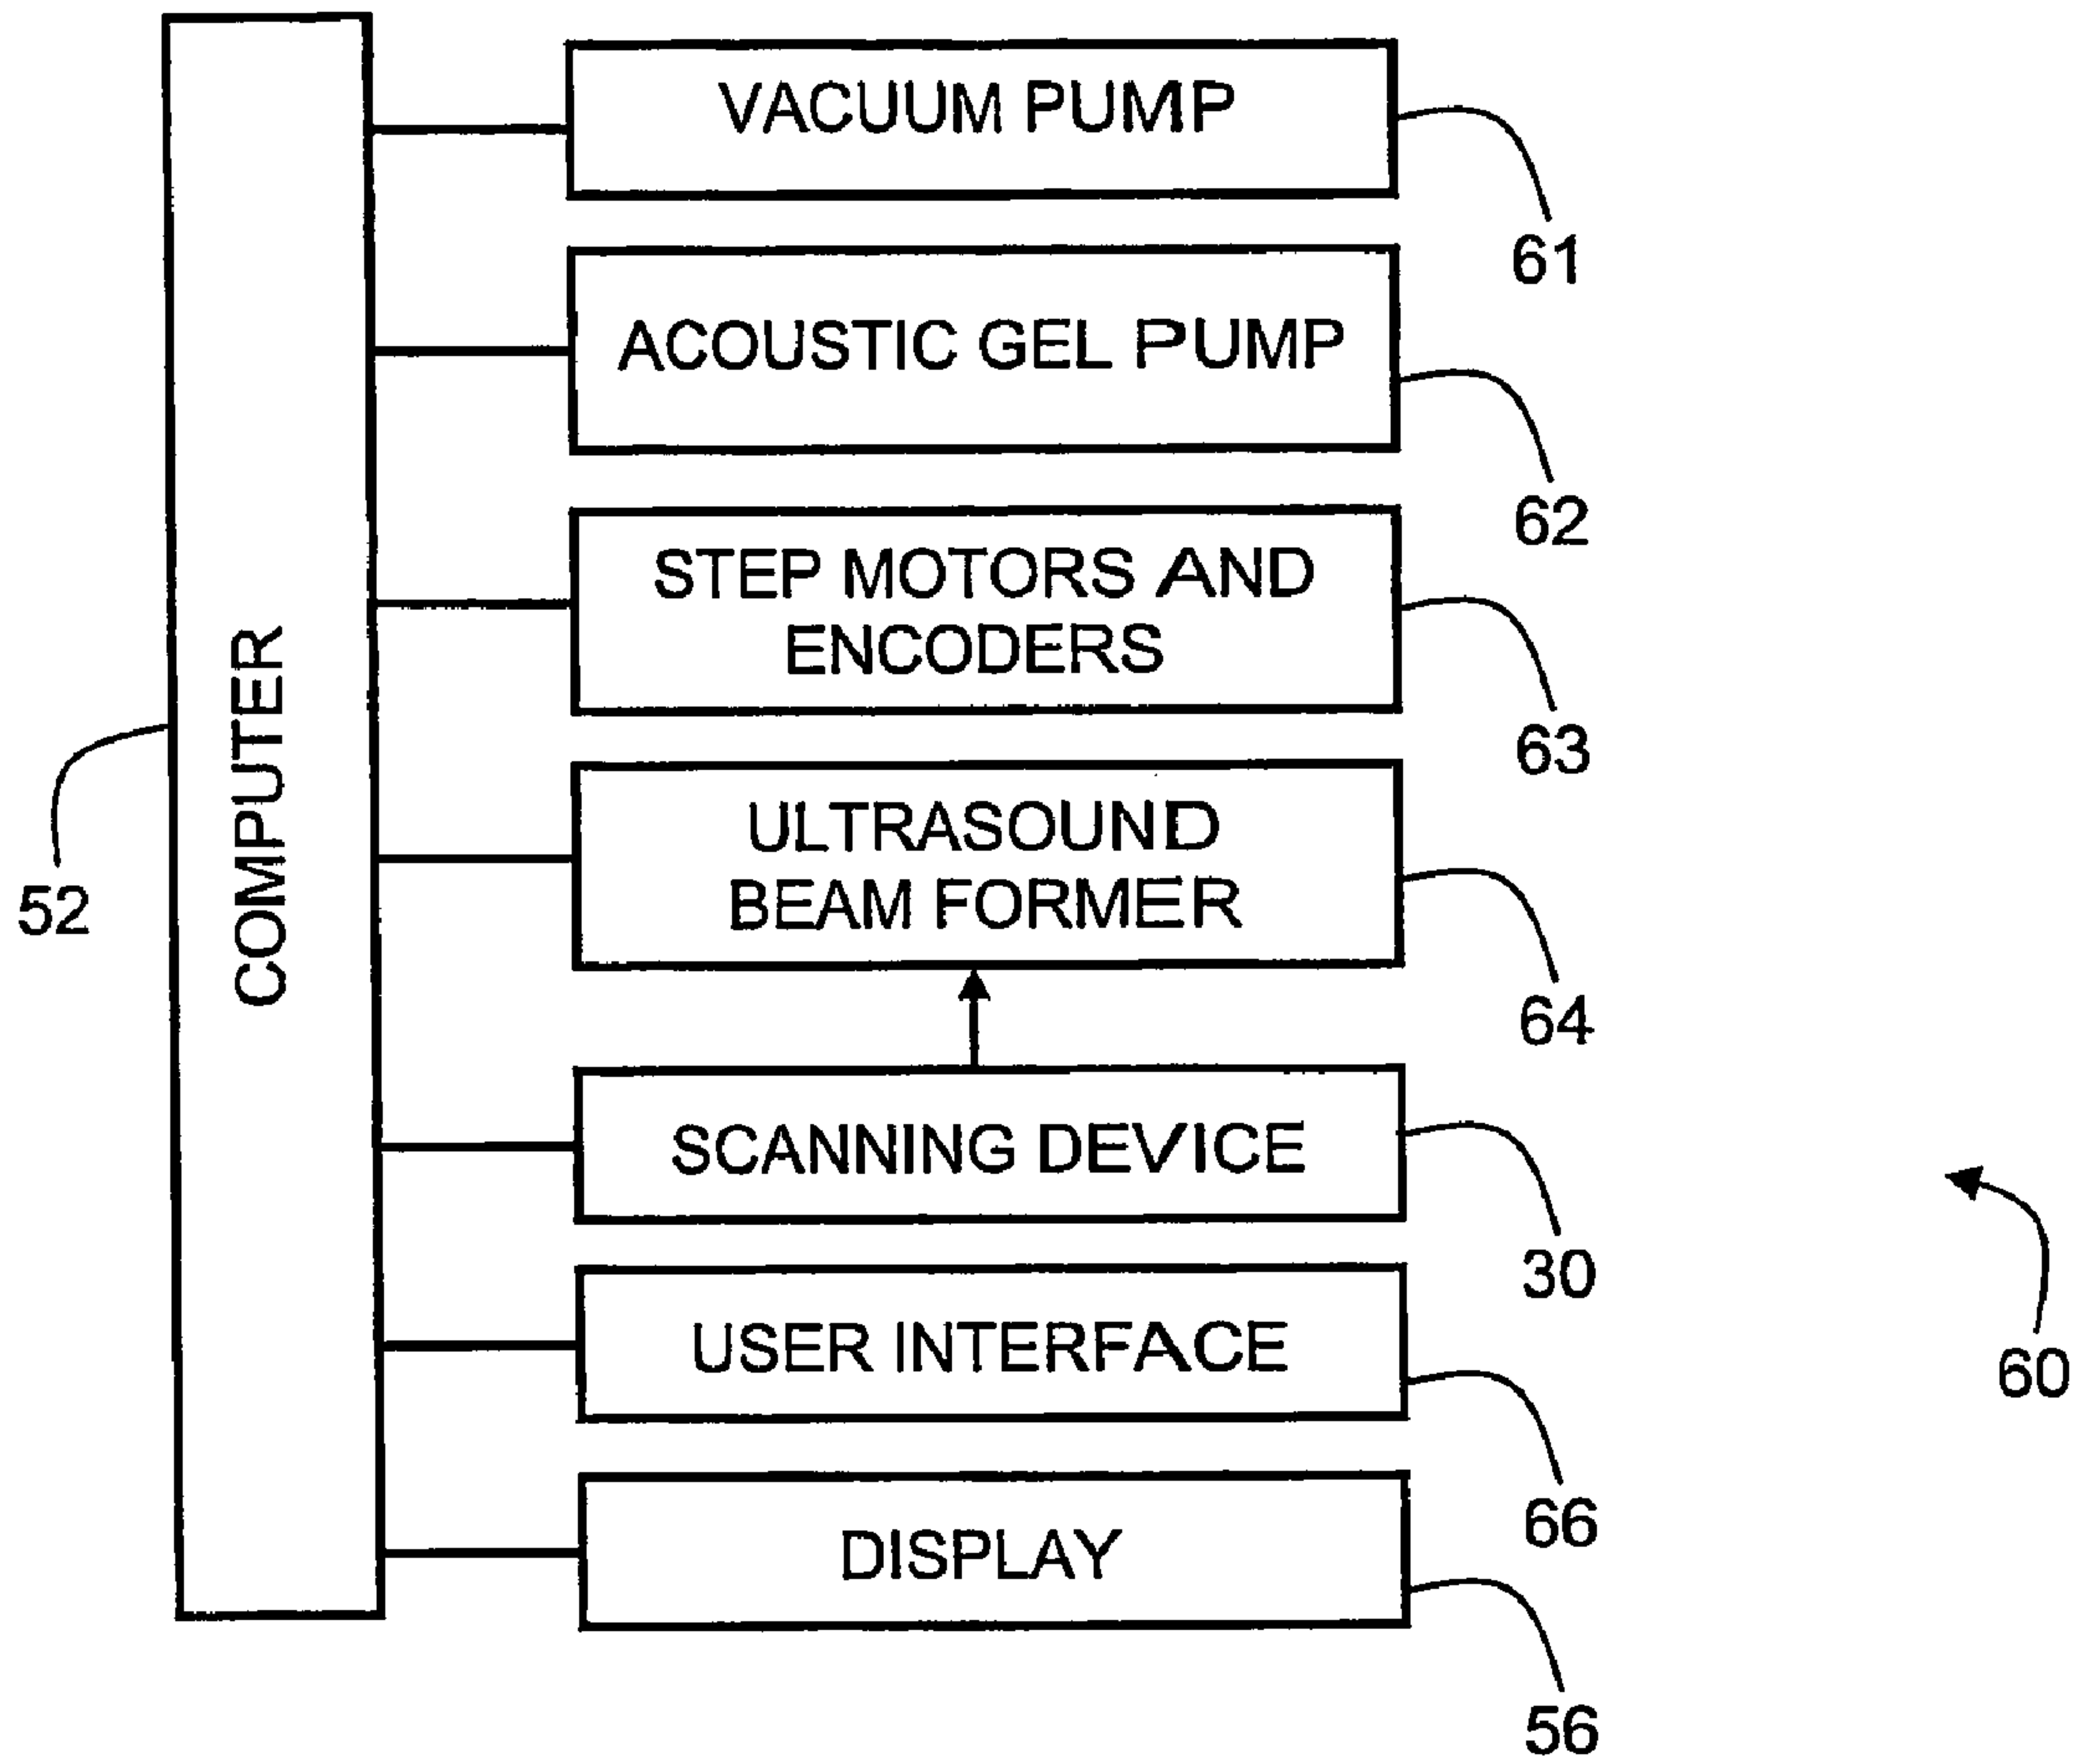 VACUUM PUMP
61
ACOUSTIC GEL PUMP
62
STEP MOTORS AND
ENCODERS
63
COMPUTER
52
ULTRASOUND
BEAM FORMER
64
SCANNING DEVICE
30
USER INTERFACE
66
60
DISPLAY
56